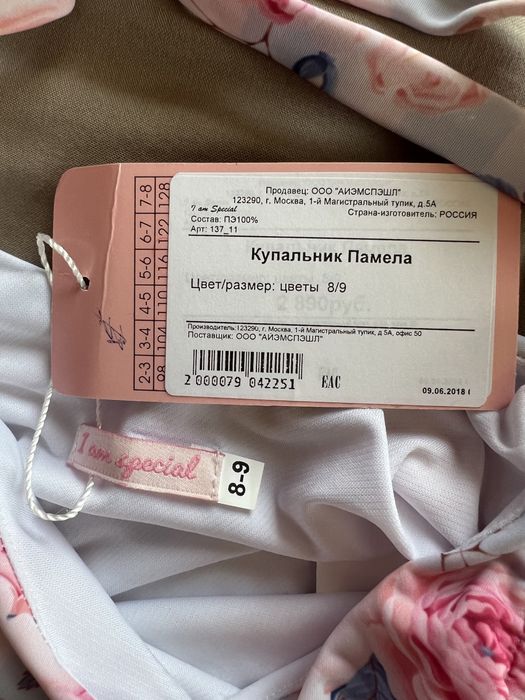 Продавец: ООО "АИЭМСПЭШЛ"
123290, г. Москва, 1-й Магистральный тупик, д.5А
I am Special
Страна-изготовитель: РОССИЯ
Состав: ПЭ100%
Арт: 137_11
Купальник Памела
Цвет/размер: цветы 8/9
2 890руб.
Производитель:123290, г. Москва, 1-й Магистральный тупик, д 5А, офис 50
Поставщик: ООО "АИЭМСПЭШЛ"
2 000079 042251
EAC
09.06.2018
2-3 3-4 4-5 5-6 6-7 7-8
98 104 110 116 122 128
I am special
8-9